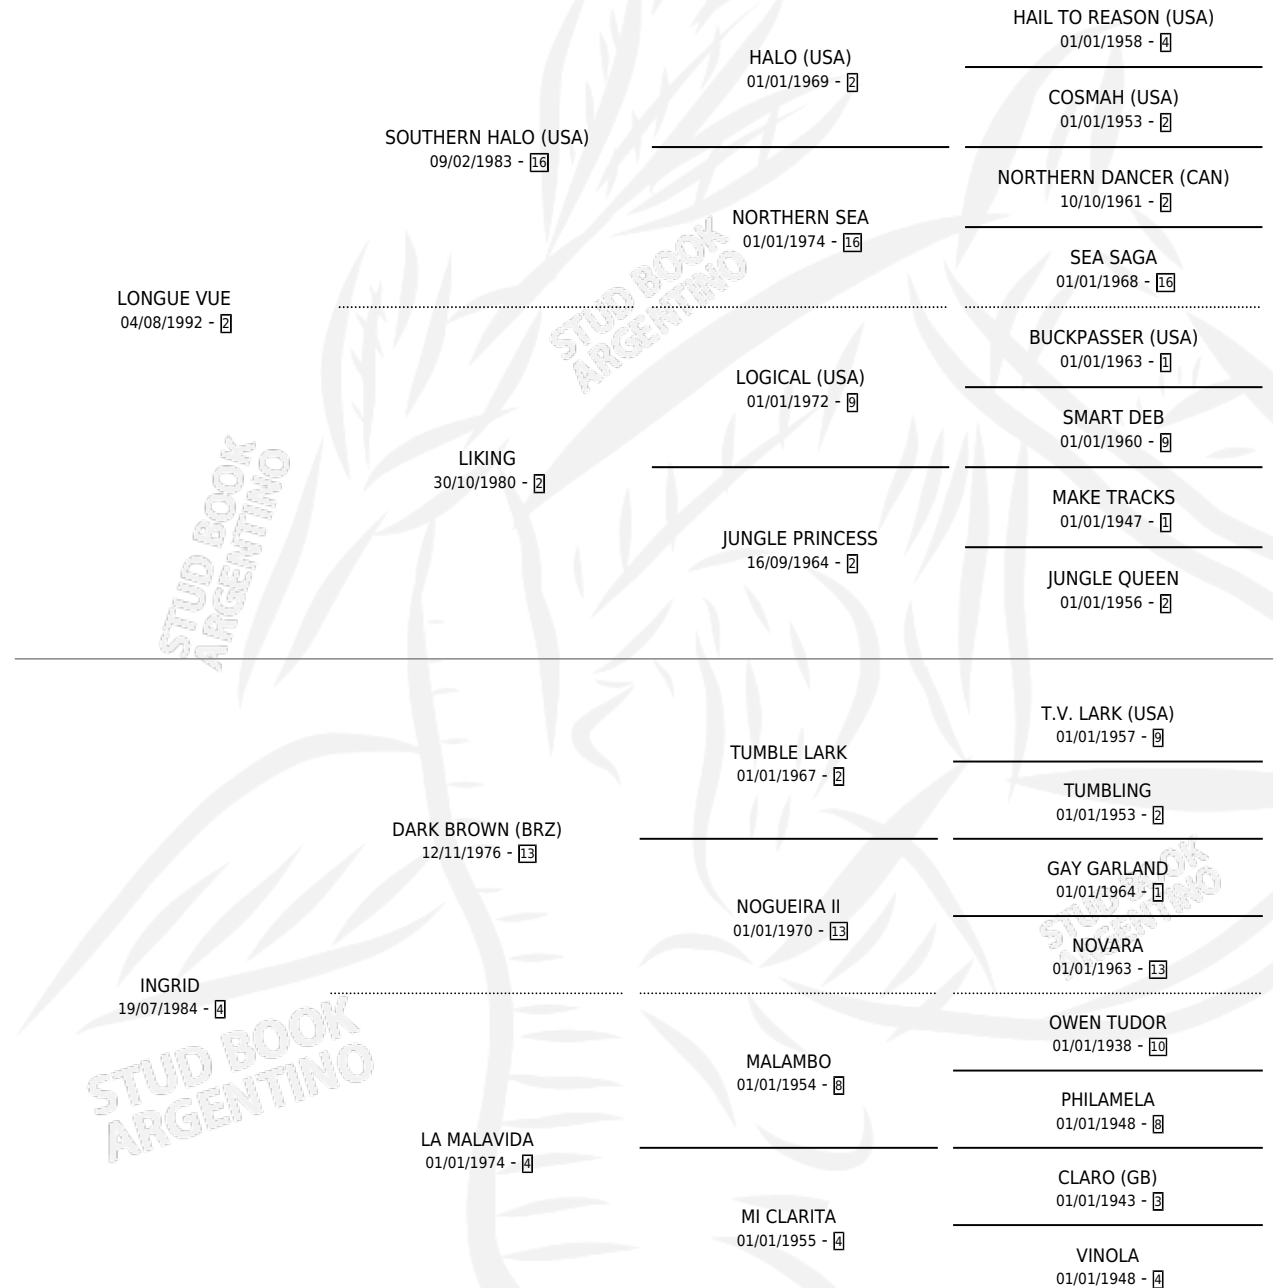 HAIL TO REASON (USA)
01/01/1958 - 4
HALO (USA)
01/01/1969 - 2
COSMAH (USA)
01/01/1953 - 2
SOUTHERN HALO (USA)
09/02/1983 - 16
NORTHERN DANCER (CAN)
10/10/1961 - 2
NORTHERN SEA
01/01/1974 - 16
SEA SAGA
01/01/1968 - 16
LONGUE VUE
04/08/1992 - 2
STUD BOOK
ARGENTINO
BUCKPASSER (USA)
01/01/1963 - 1
LOGICAL (USA)
01/01/1972 - 9
SMART DEB
01/01/1960 - 9
LIKING
30/10/1980 - 2
MAKE TRACKS
01/01/1947 - 1
JUNGLE PRINCESS
16/09/1964 - 2
JUNGLE QUEEN
01/01/1956 - 2
STUD BOOK
ARGENTINO
T.V. LARK (USA)
01/01/1957 - 9
TUMBLE LARK
01/01/1967 - 2
TUMBLING
01/01/1953 - 2
DARK BROWN (BRZ)
12/11/1976 - 13
GAY GARLAND
01/01/1964 - 1
NOGUEIRA II
01/01/1970 - 13
STUD BOOK
ARGENTINO
NOVARA
01/01/1963 - 13
INGRID
19/07/1984 - 4
OWEN TUDOR
01/01/1938 - 10
STUD BOOK
ARGENTINO
MALAMBO
01/01/1954 - 8
PHILAMELA
01/01/1948 - 8
LA MALAVIDA
01/01/1974 - 4
CLARO (GB)
01/01/1943 - 3
MI CLARITA
01/01/1955 - 4
VINOLA
01/01/1948 - 4